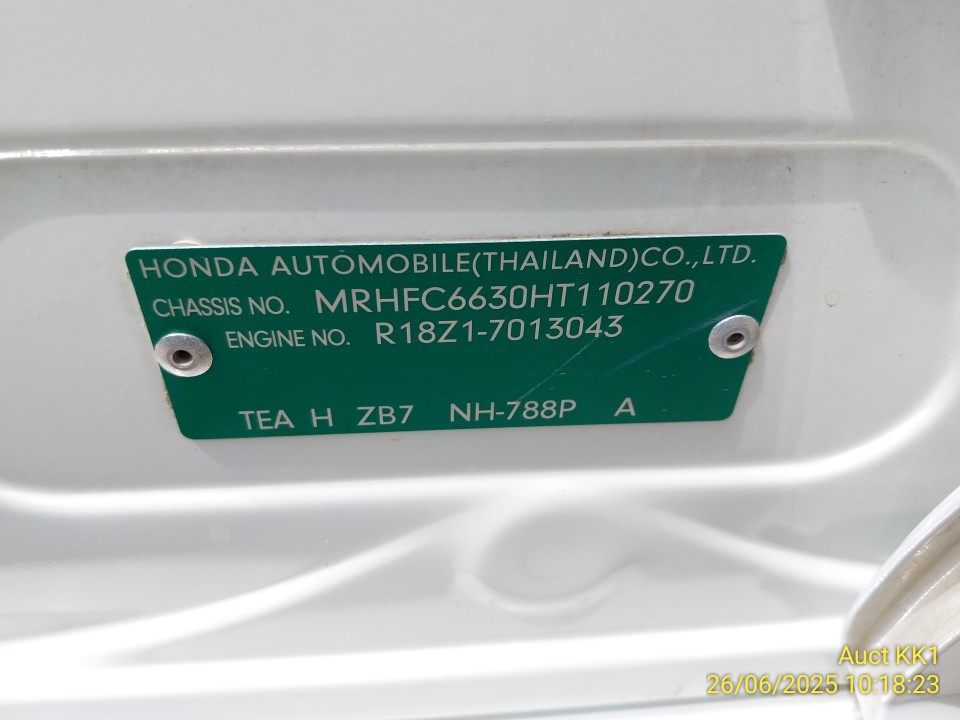 HONDA AUTOMOBILE(THAILAND)CO.,LTD.
CHASSIS NO. MRHFC6630HT110270
ENGINE NO. R18Z1-7013043
TEA H ZB7 NH-788P A
Auct KK1
26/06/2025 10:18:23